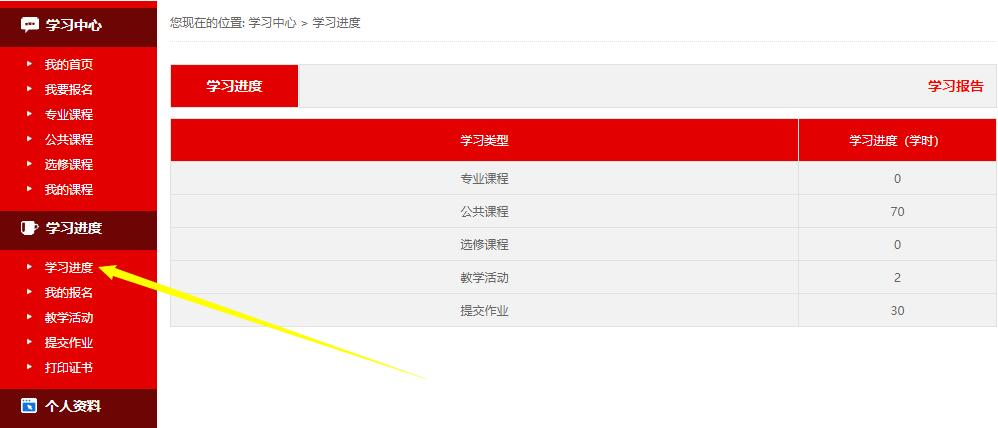 学习中心
我的首页
我要报名
专业课程
公共课程
选修课程
我的课程
学习进度
学习进度
我的报名
教学活动
提交作业
打印证书
个人资料
您现在的位置: 学习中心 > 学习进度
学习进度 学习报告
学习类型 学习进度（学时）
专业课程 0
公共课程 70
选修课程 0
教学活动 2
提交作业 30